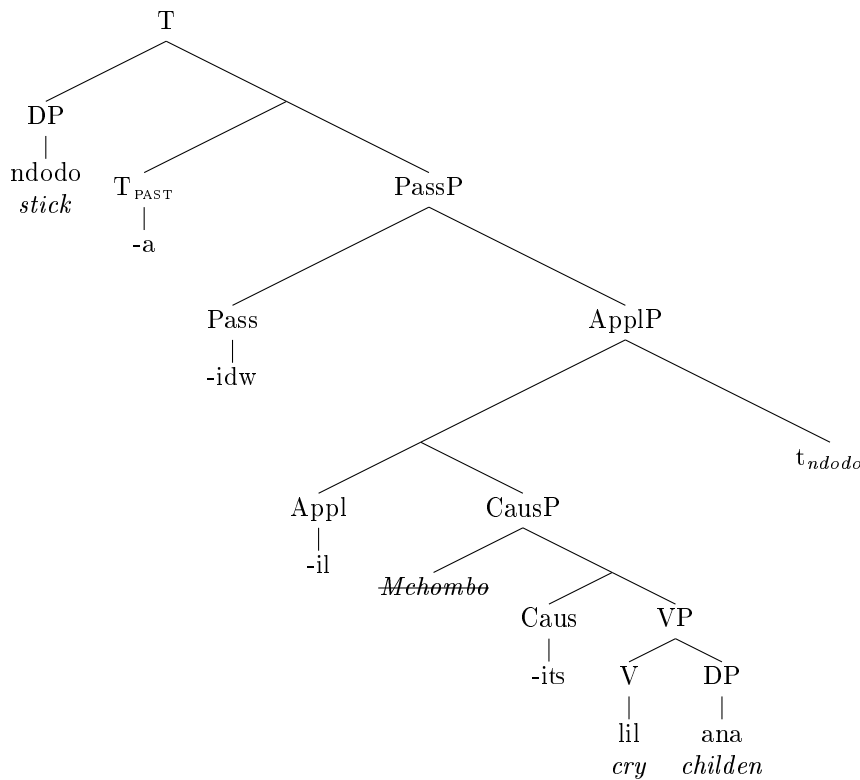 T
DP
ndodo
stick
T PAST
-a
PassP
Pass
-idw
ApplP
t ndodo
Appl
-il
CausP
Mchombo
Caus
-its
VP
V
lil
cry
DP
ana
childen